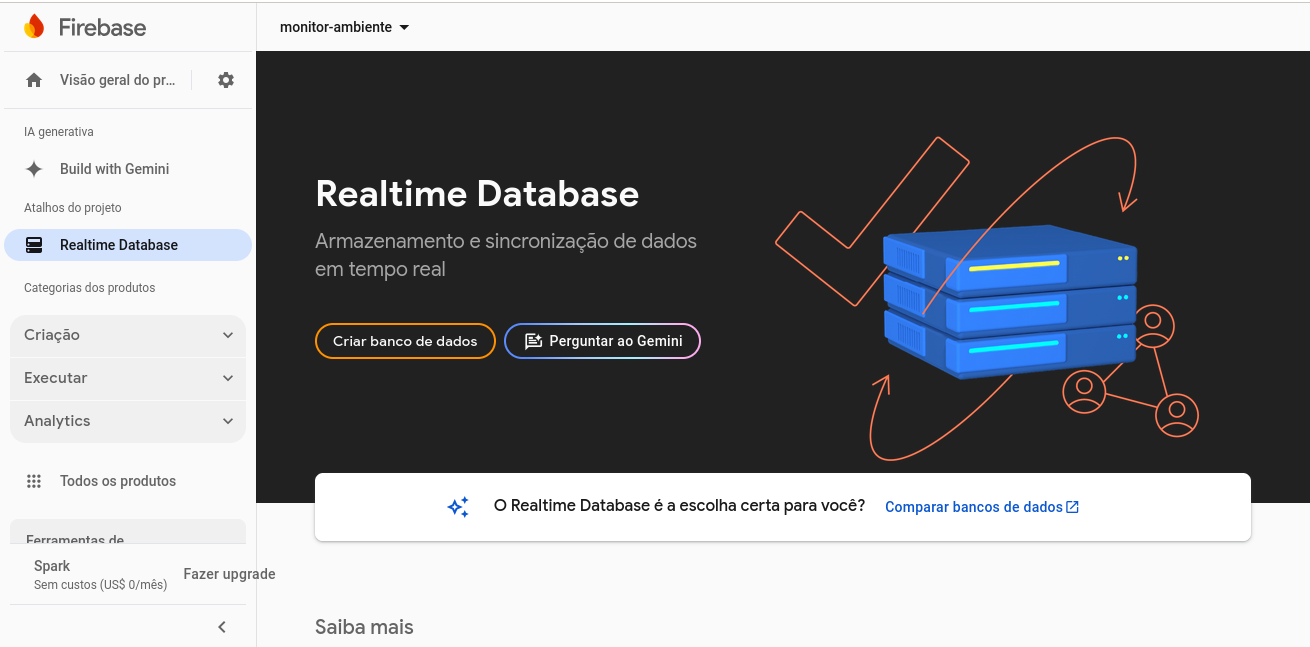 Firebase
monitor-ambiente
Visão geral do pr...
IA generativa
Build with Gemini
Atalhos do projeto
Realtime Database
Categorias dos produtos
Criação
Executar
Analytics
Todos os produtos
Ferramentas de
Spark
Sem custos (US$ 0/mês)
Fazer upgrade
Realtime Database
Armazenamento e sincronização de dados
em tempo real
Criar banco de dados
Perguntar ao Gemini
O Realtime Database é a escolha certa para você?
Comparar bancos de dados
Saiba mais